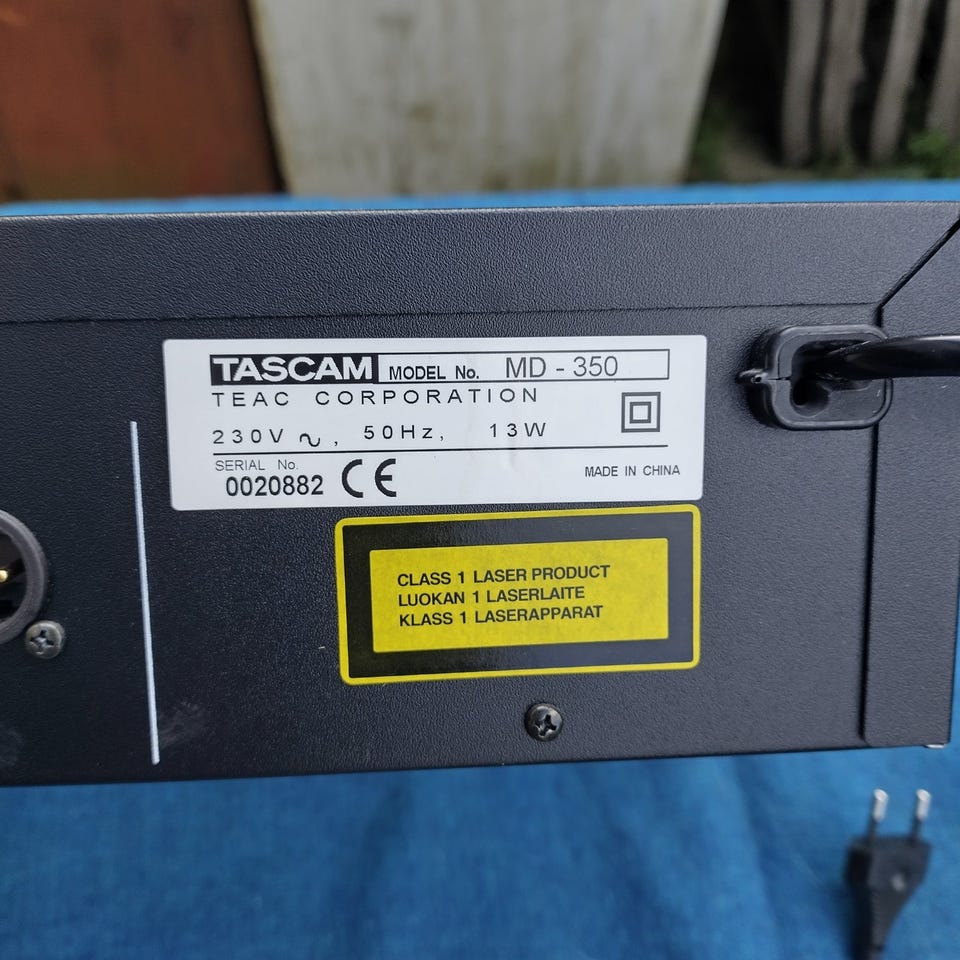 TASCAM MODEL No. MD - 350
TEAC CORPORATION
230V ~, 50Hz, 13W
SERIAL No.
0020882 CE
MADE IN CHINA
CLASS 1 LASER PRODUCT
LUOKAN 1 LASERLAITE
KLASS 1 LASERAPPARAT